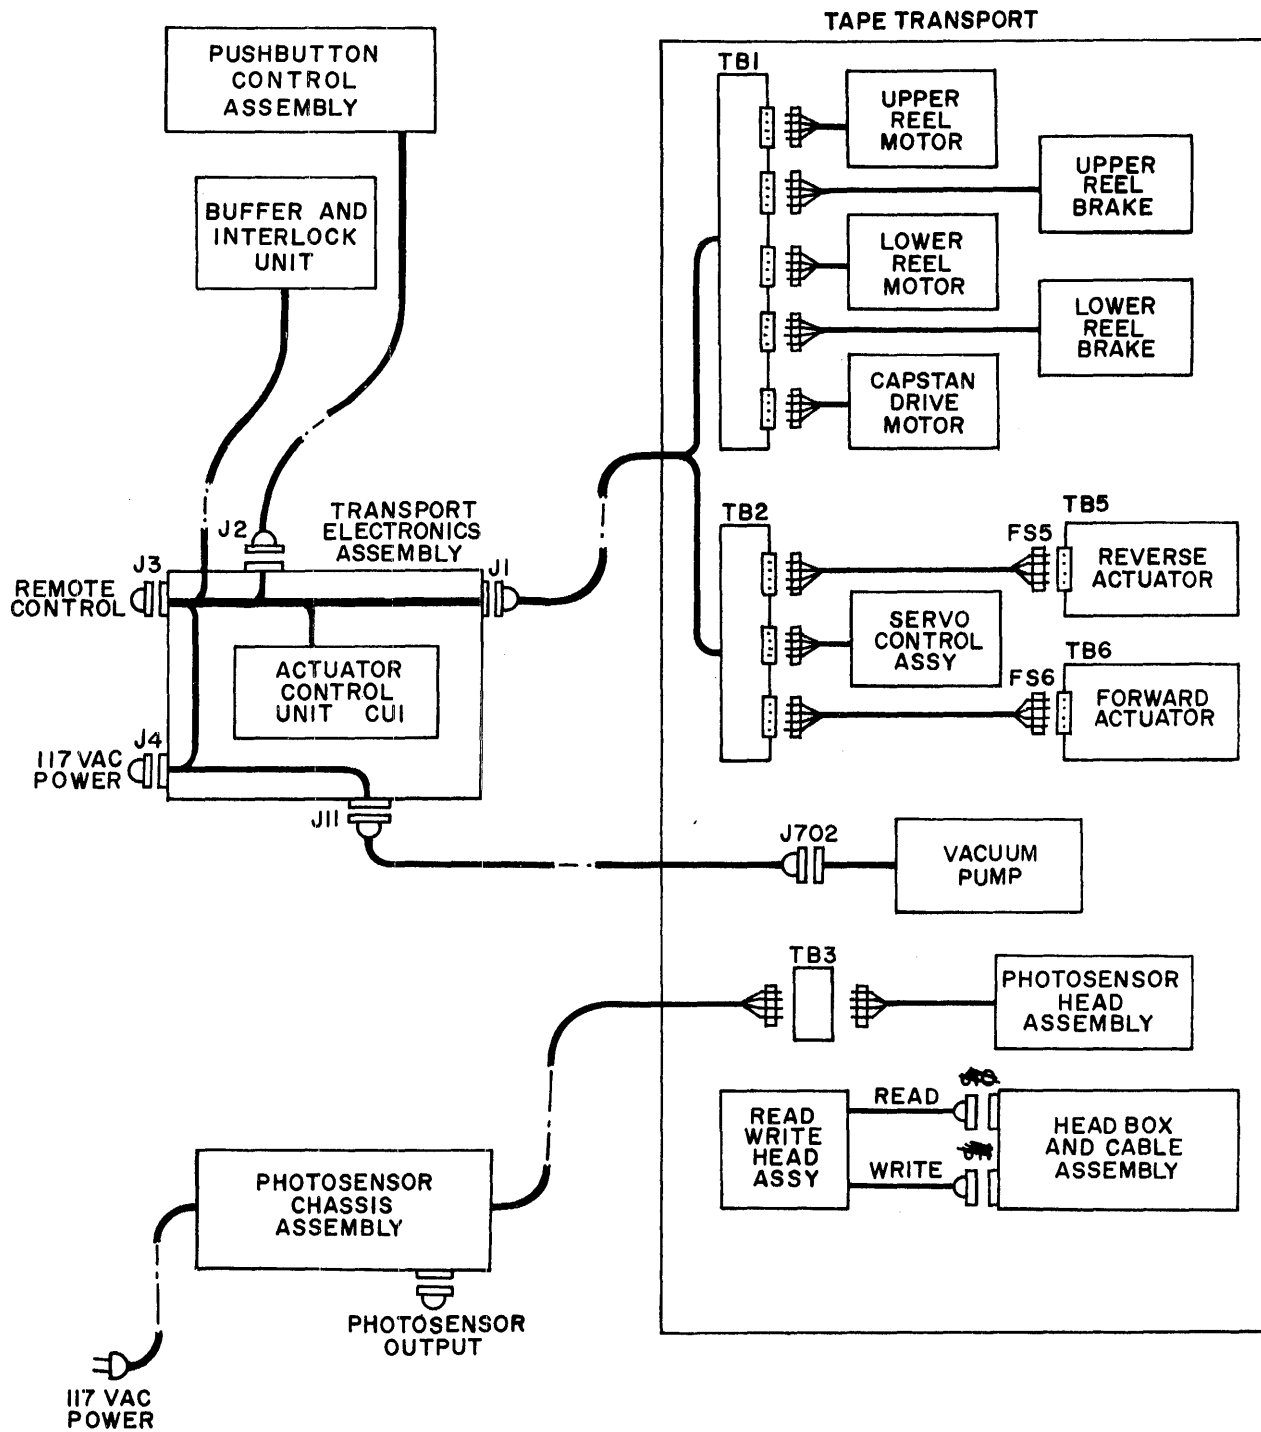 TAPE TRANSPORT
PUSHBUTTON
CONTROL
ASSEMBLY
BUFFER AND
INTERLOCK
UNIT
TB1
UPPER
REEL
MOTOR
UPPER
REEL
BRAKE
LOWER
REEL
MOTOR
LOWER
REEL
BRAKE
CAPSTAN
DRIVE
MOTOR
J2
TRANSPORT
ELECTRONICS
ASSEMBLY
J3
J1
REMOTE
CONTROL
ACTUATOR
CONTROL
UNIT CU1
J4
117 VAC
POWER
J11
TB2
FS5
TB5
REVERSE
ACTUATOR
SERVO
CONTROL
ASSY
FS6
TB6
FORWARD
ACTUATOR
J702
VACUUM
PUMP
TB3
PHOTOSENSOR
HEAD
ASSEMBLY
READ
WRITE
HEAD
ASSY
READ
WRITE
HEAD BOX
AND CABLE
ASSEMBLY
PHOTOSENSOR
CHASSIS
ASSEMBLY
PHOTOSENSOR
OUTPUT
117 VAC
POWER